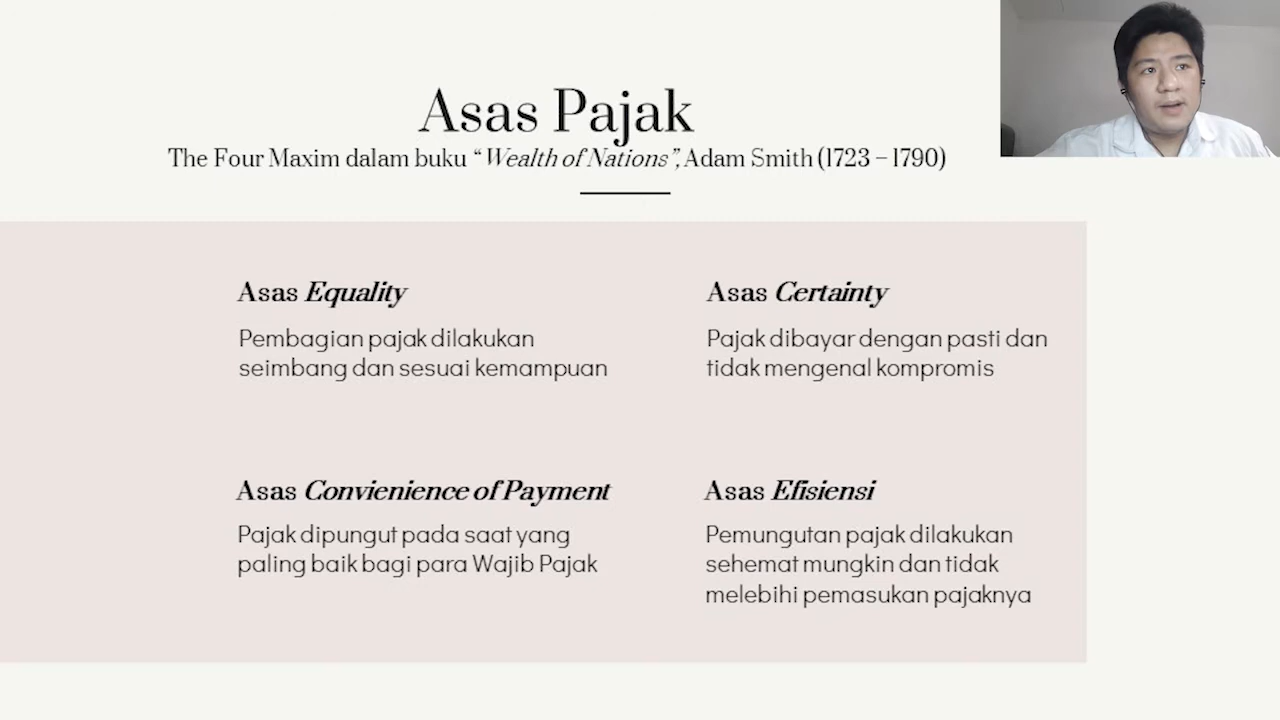 Asas Pajak
The Four Maxim dalam buku “Wealth of Nations”, Adam Smith (1723 – 1790)
Asas Equality
Pembagian pajak dilakukan
seimbang dan sesuai kemampuan
Asas Certainty
Pajak dibayar dengan pasti dan
tidak mengenal kompromis
Asas Convienience of Payment
Pajak dipungut pada saat yang
paling baik bagi para Wajib Pajak
Asas Efisiensi
Pemungutan pajak dilakukan
sehemat mungkin dan tidak
melebihi pemasukan pajaknya